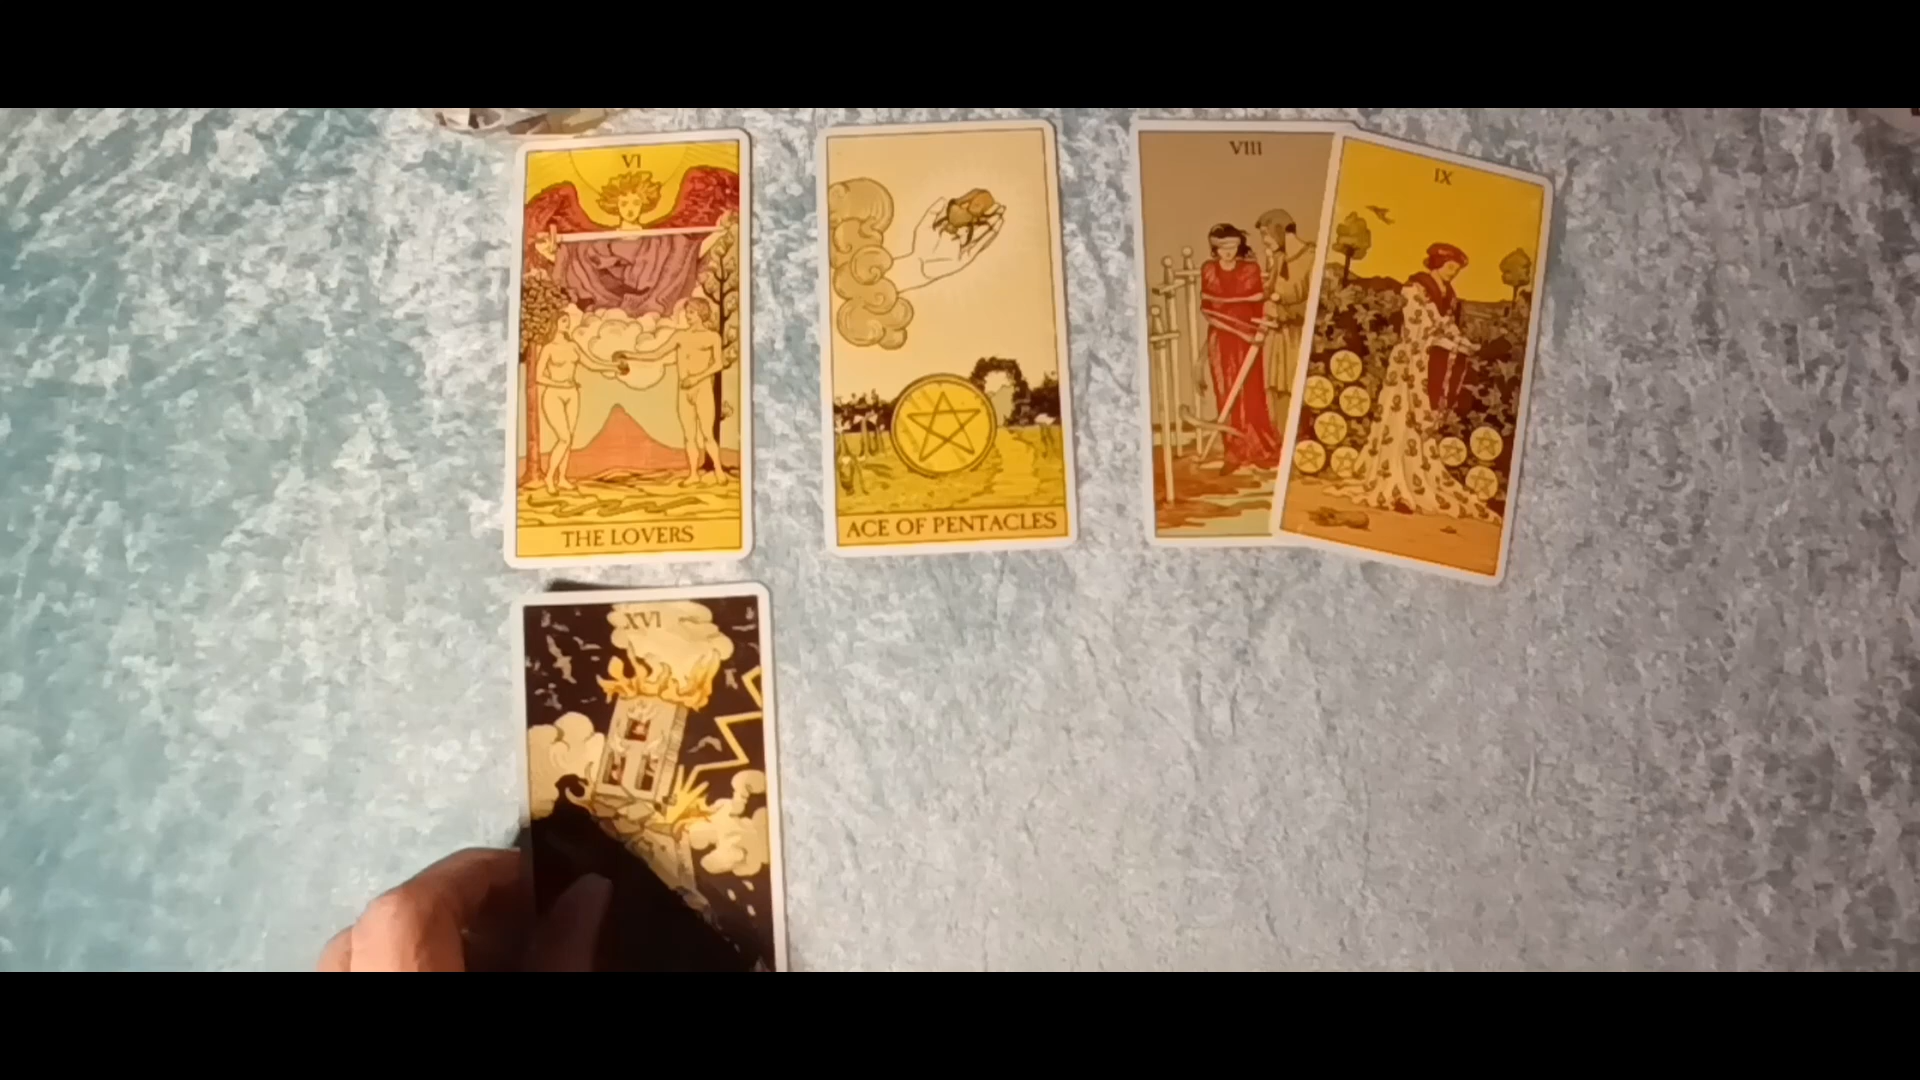 VI
THE LOVERS
ACE OF PENTACLES
VIII
IX
XVI